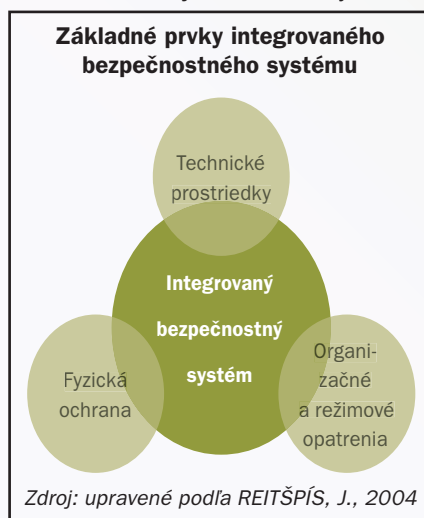 Základné prvky integrovaného
bezpečnostného systému
Technické
prostriedky
Integrovaný
bezpečnostný
systém
Fyzická
ochrana
Organi-
začné
a režimové
opatrenia
Zdroj: upravené podľa REITŠPÍS, J., 2004